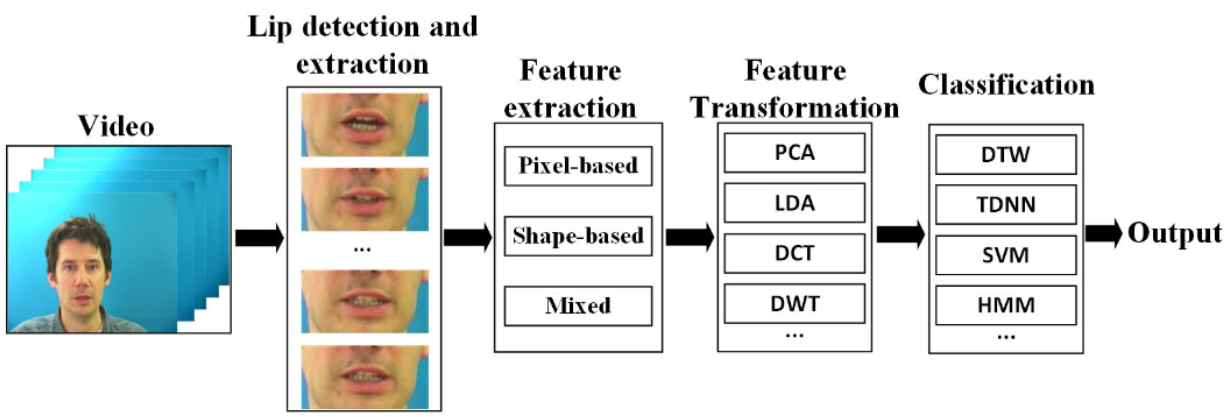 Video
Lip detection and
extraction
...
Feature
extraction
Pixel-based
Shape-based
Mixed
Feature
Transformation
PCA
LDA
DCT
DWT
...
Classification
DTW
TDNN
SVM
HMM
...
Output